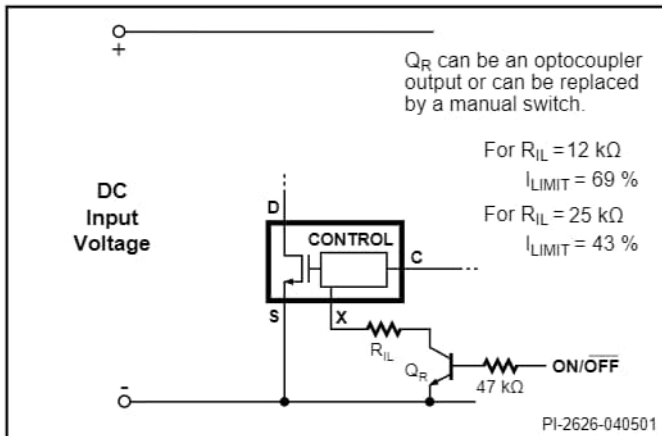 +
Q_R can be an optocoupler
output or can be replaced
by a manual switch.
For R_IL = 12 kΩ
I_LIMIT = 69 %
For R_IL = 25 kΩ
I_LIMIT = 43 %
DC
Input
Voltage
D
CONTROL
C
S
X
R_IL
Q_R
47 kΩ
ON/O̅F̅F̅
-
PI-2626-040501